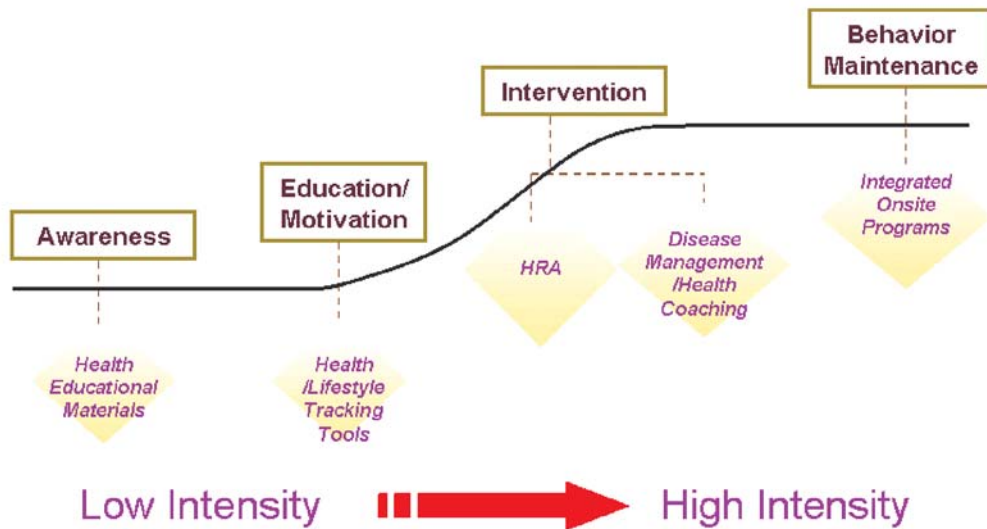 Behavior
Maintenance
Intervention
Education/
Motivation
Awareness
Integrated
Onsite
Programs
HRA
Disease
Management
/Health
Coaching
Health
Educational
Materials
Health
/Lifestyle
Tracking
Tools
Low Intensity
High Intensity